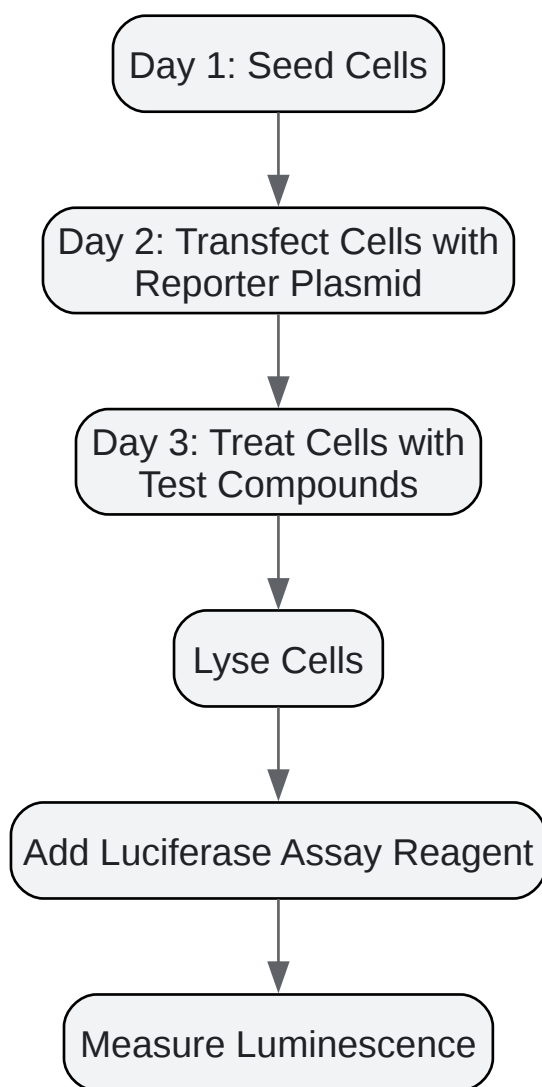 Day 1: Seed Cells
Day 2: Transfect Cells with
Reporter Plasmid
Day 3: Treat Cells with
Test Compounds
Lyse Cells
Add Luciferase Assay Reagent
Measure Luminescence